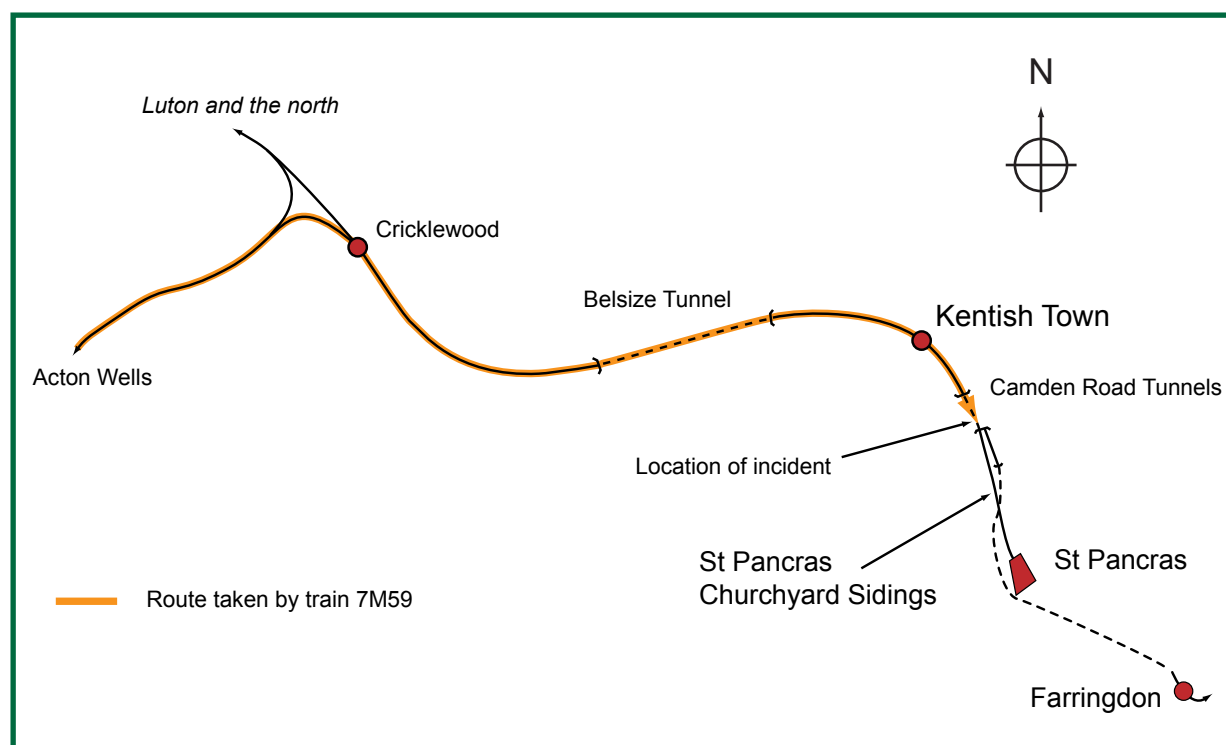 N
Luton and the north
Cricklewood
Belsize Tunnel
Kentish Town
Acton Wells
Camden Road Tunnels
Location of incident
St Pancras
Churchyard Sidings
St Pancras
Route taken by train 7M59
Farringdon